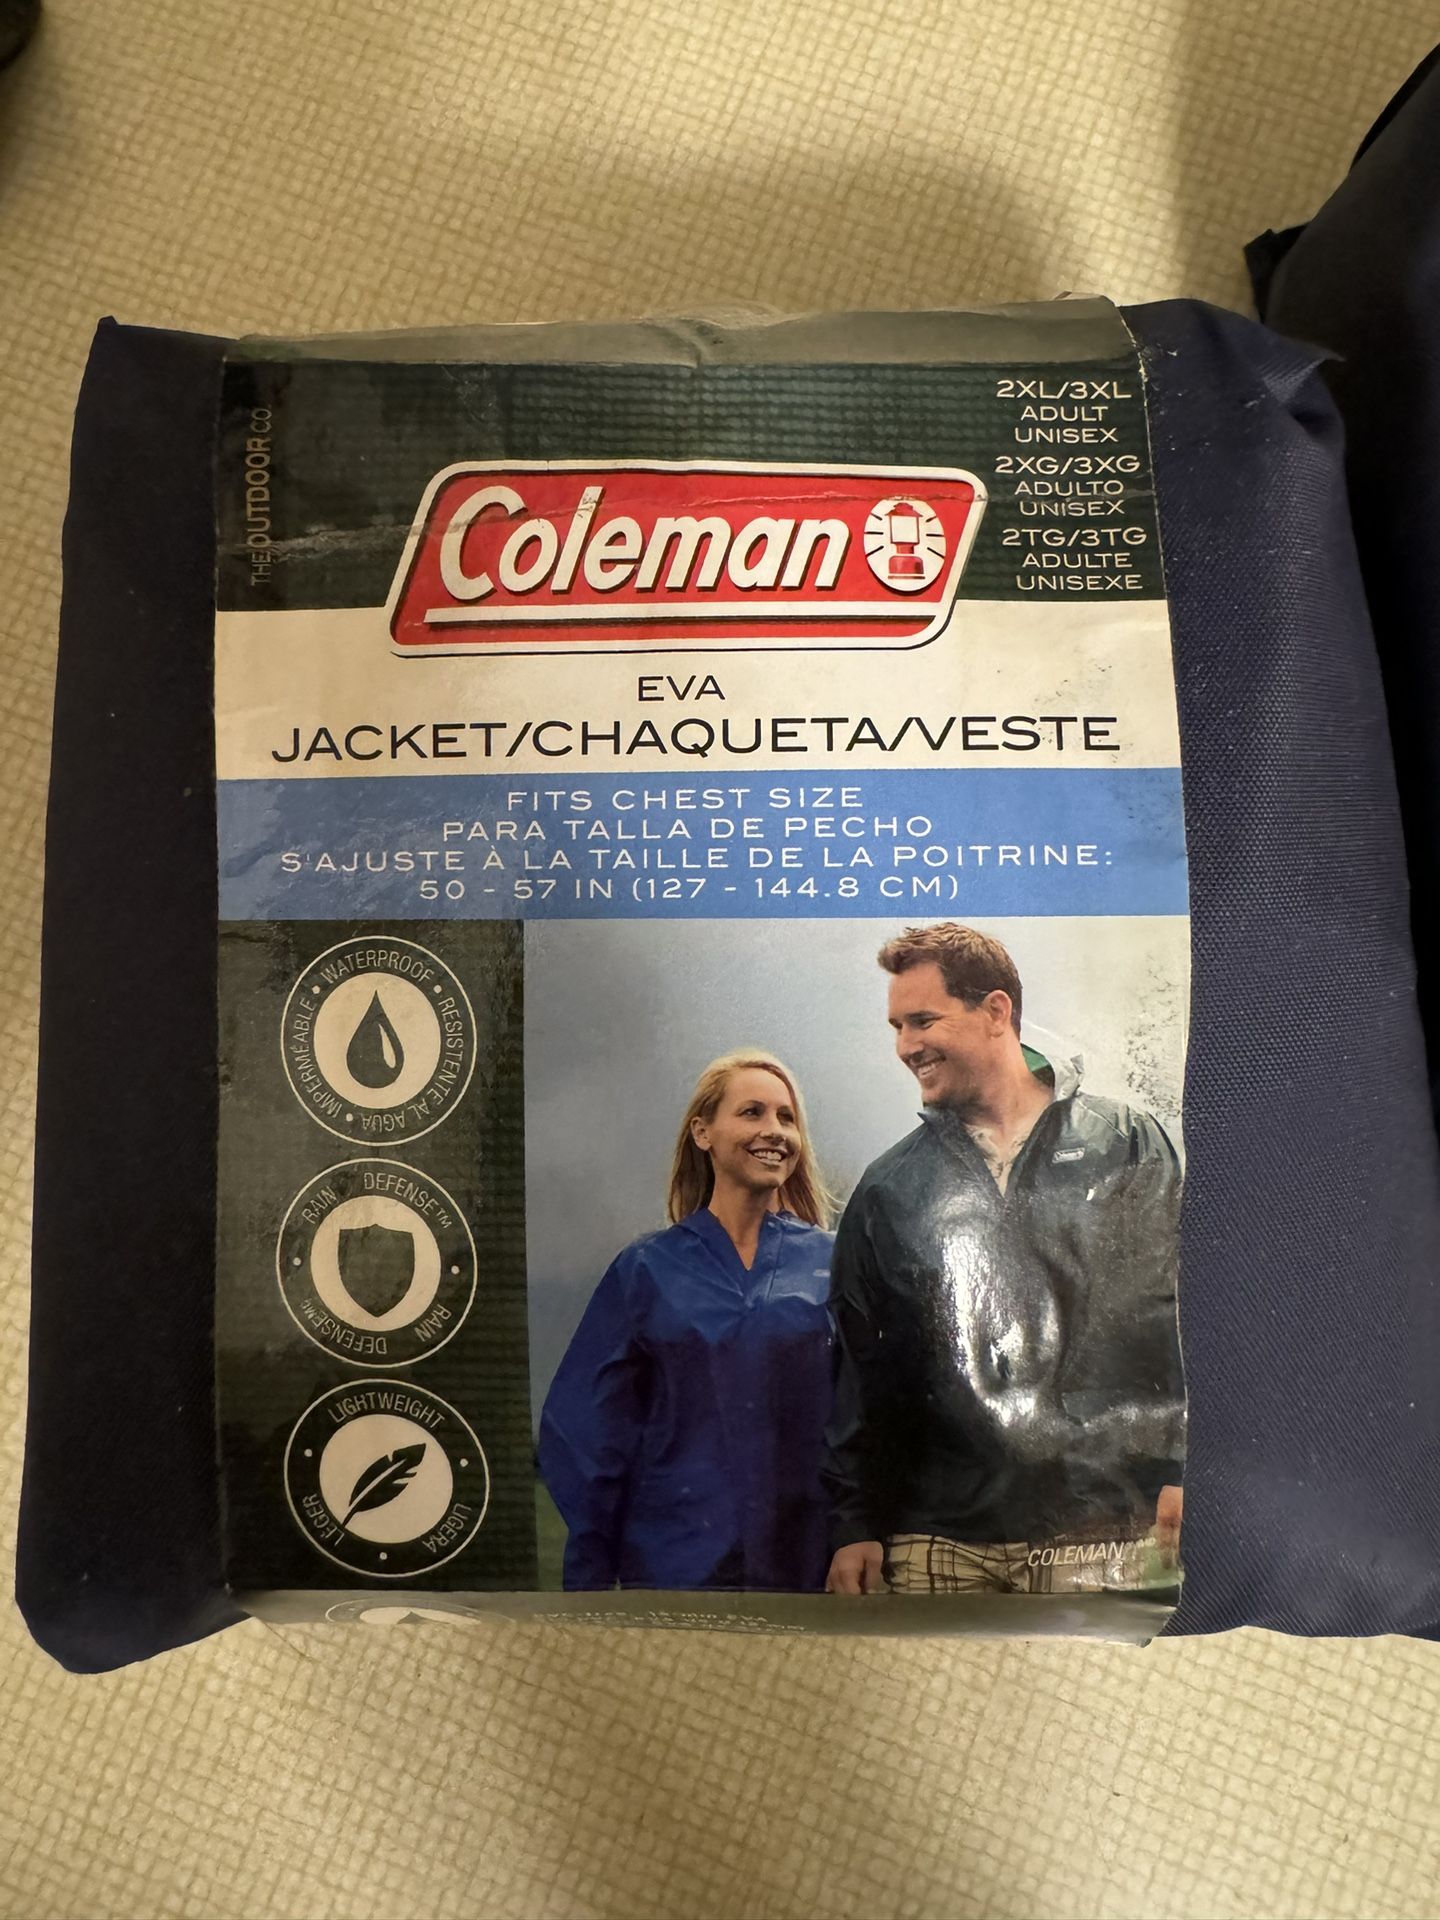 THE OUTDOOR CO.
2XL/3XL
ADULT
UNISEX
2XG/3XG
ADULTO
UNISEX
2TG/3TG
ADULTE
UNISEXE
Coleman
EVA
JACKET/CHAQUETA/VESTE
FITS CHEST SIZE
PARA TALLA DE PECHO
S'AJUSTE À LA TAILLE DE LA POITRINE:
50 - 57 IN (127 - 144.8 CM)
• WATERPROOF • RESISTENTE AL AGUA • IMPERMÉABLE
RAIN DEFENSE™ • RAIN DEFENSE •
LIGHTWEIGHT • LIGERA • LÉGER •
Coleman
COLEMAN